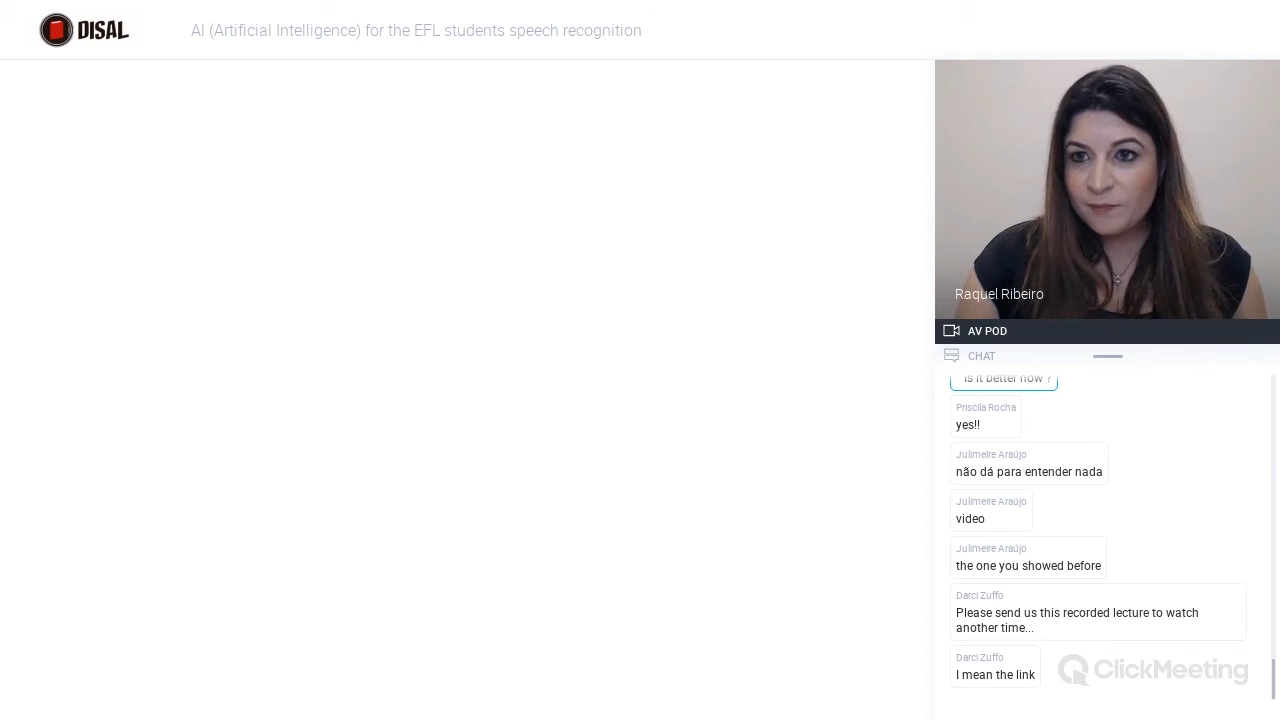 DISAL
AI (Artificial Intelligence) for the EFL students speech recognition
Raquel Ribeiro
AV POD
CHAT
Is it better now ?
Priscila Rocha
yes!!
Julimeire Araújo
não dá para entender nada
Julimeire Araújo
video
Julimeire Araújo
the one you showed before
Darci Zuffo
Please send us this recorded lecture to watch
another time...
Darci Zuffo
I mean the link
ClickMeeting